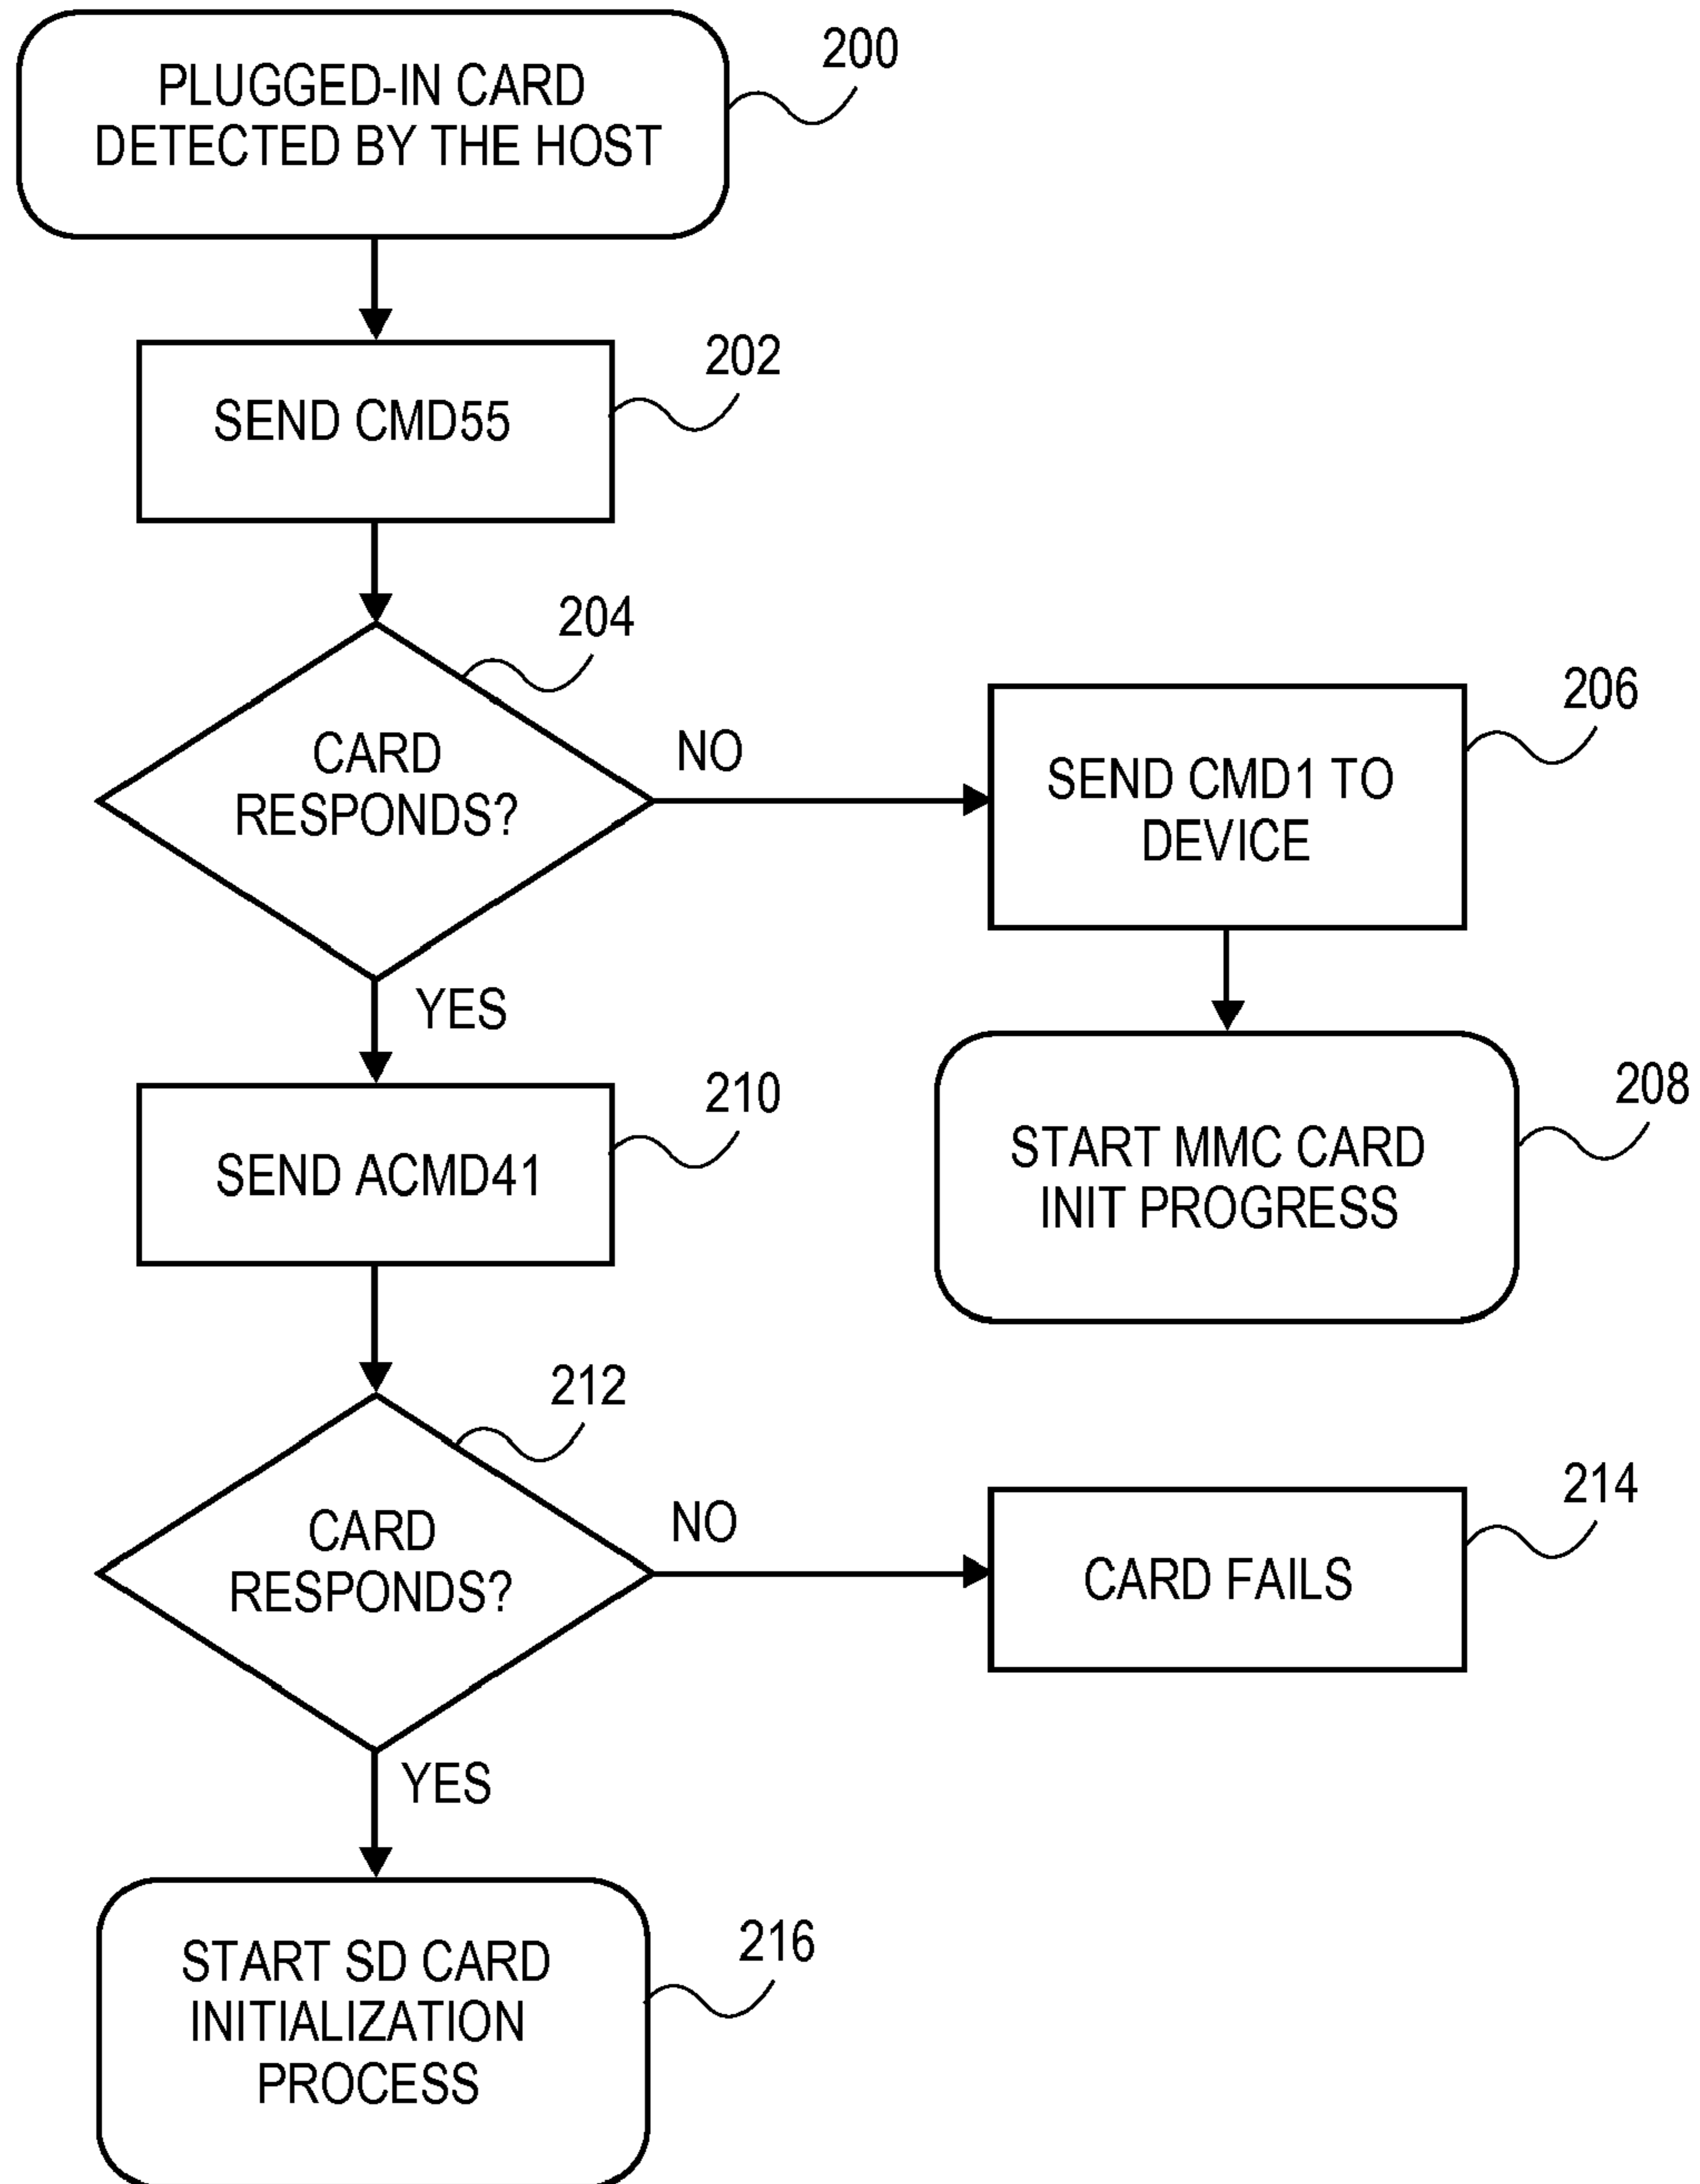 PLUGGED-IN CARD
DETECTED BY THE HOST
200
SEND CMD55
202
204
CARD
RESPONDS?
NO
YES
SEND CMD1 TO
DEVICE
206
START MMC CARD
INIT PROGRESS
208
SEND ACMD41
210
212
CARD
RESPONDS?
NO
YES
CARD FAILS
214
START SD CARD
INITIALIZATION
PROCESS
216